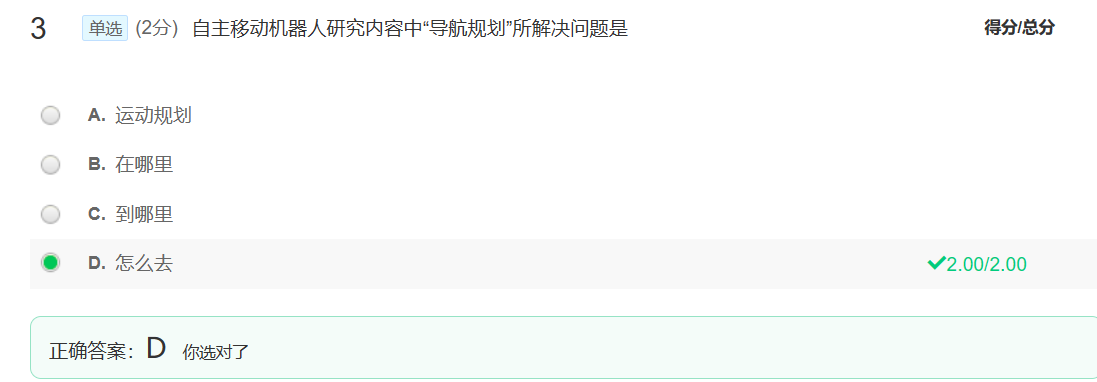 3 单选 (2分) 自主移动机器人研究内容中“导航规划”所解决问题是 得分/总分
A. 运动规划
B. 在哪里
C. 到哪里
D. 怎么去 2.00/2.00
正确答案：D 你选对了